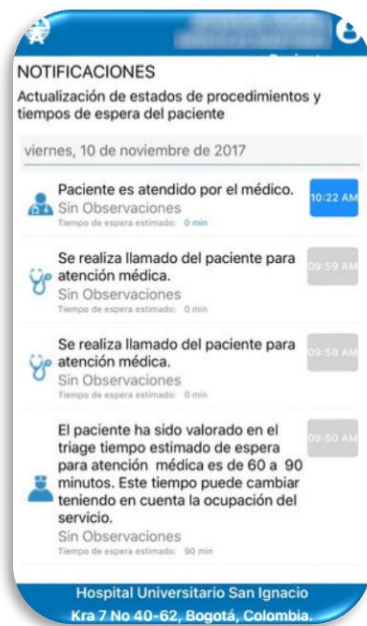 NOTIFICACIONES
Actualización de estados de procedimientos y
tiempos de espera del paciente
viernes, 10 de noviembre de 2017
Paciente es atendido por el médico.
10:22 AM
Sin Observaciones
Tiempo de espera estimado: 0 min
Se realiza llamado del paciente para
09:59 AM
atención médica.
Sin Observaciones
Tiempo de espera estimado: 0 min
Se realiza llamado del paciente para
09:58 AM
atención médica.
Sin Observaciones
Tiempo de espera estimado: 0 min
El paciente ha sido valorado en el
09:50 AM
triage tiempo estimado de espera
para atención médica es de 60 a 90
minutos. Este tiempo puede cambiar
teniendo en cuenta la ocupación del
servicio.
Sin Observaciones
Tiempo de espera estimado: 90 min
Hospital Universitario San Ignacio
Kra 7 No 40-62, Bogotá, Colombia.